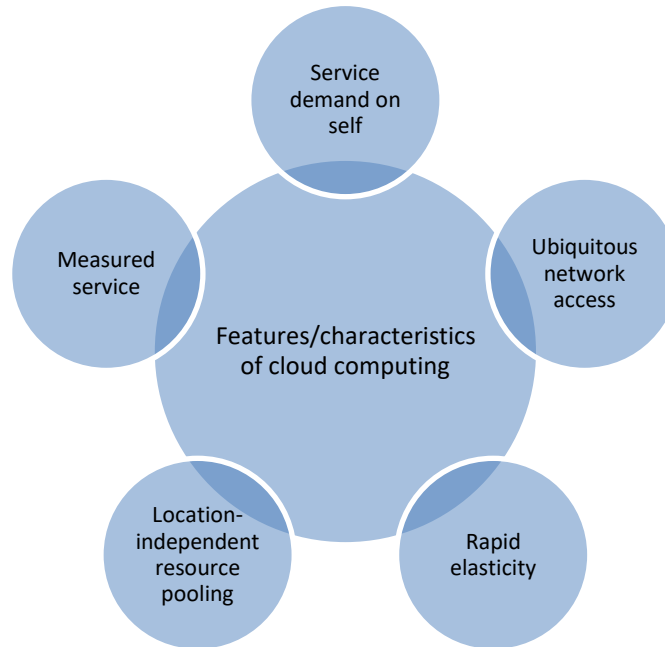 Service
demand on
self
Measured
service
Ubiquitous
network
access
Features/characteristics
of cloud computing
Location-
independent
resource
pooling
Rapid
elasticity